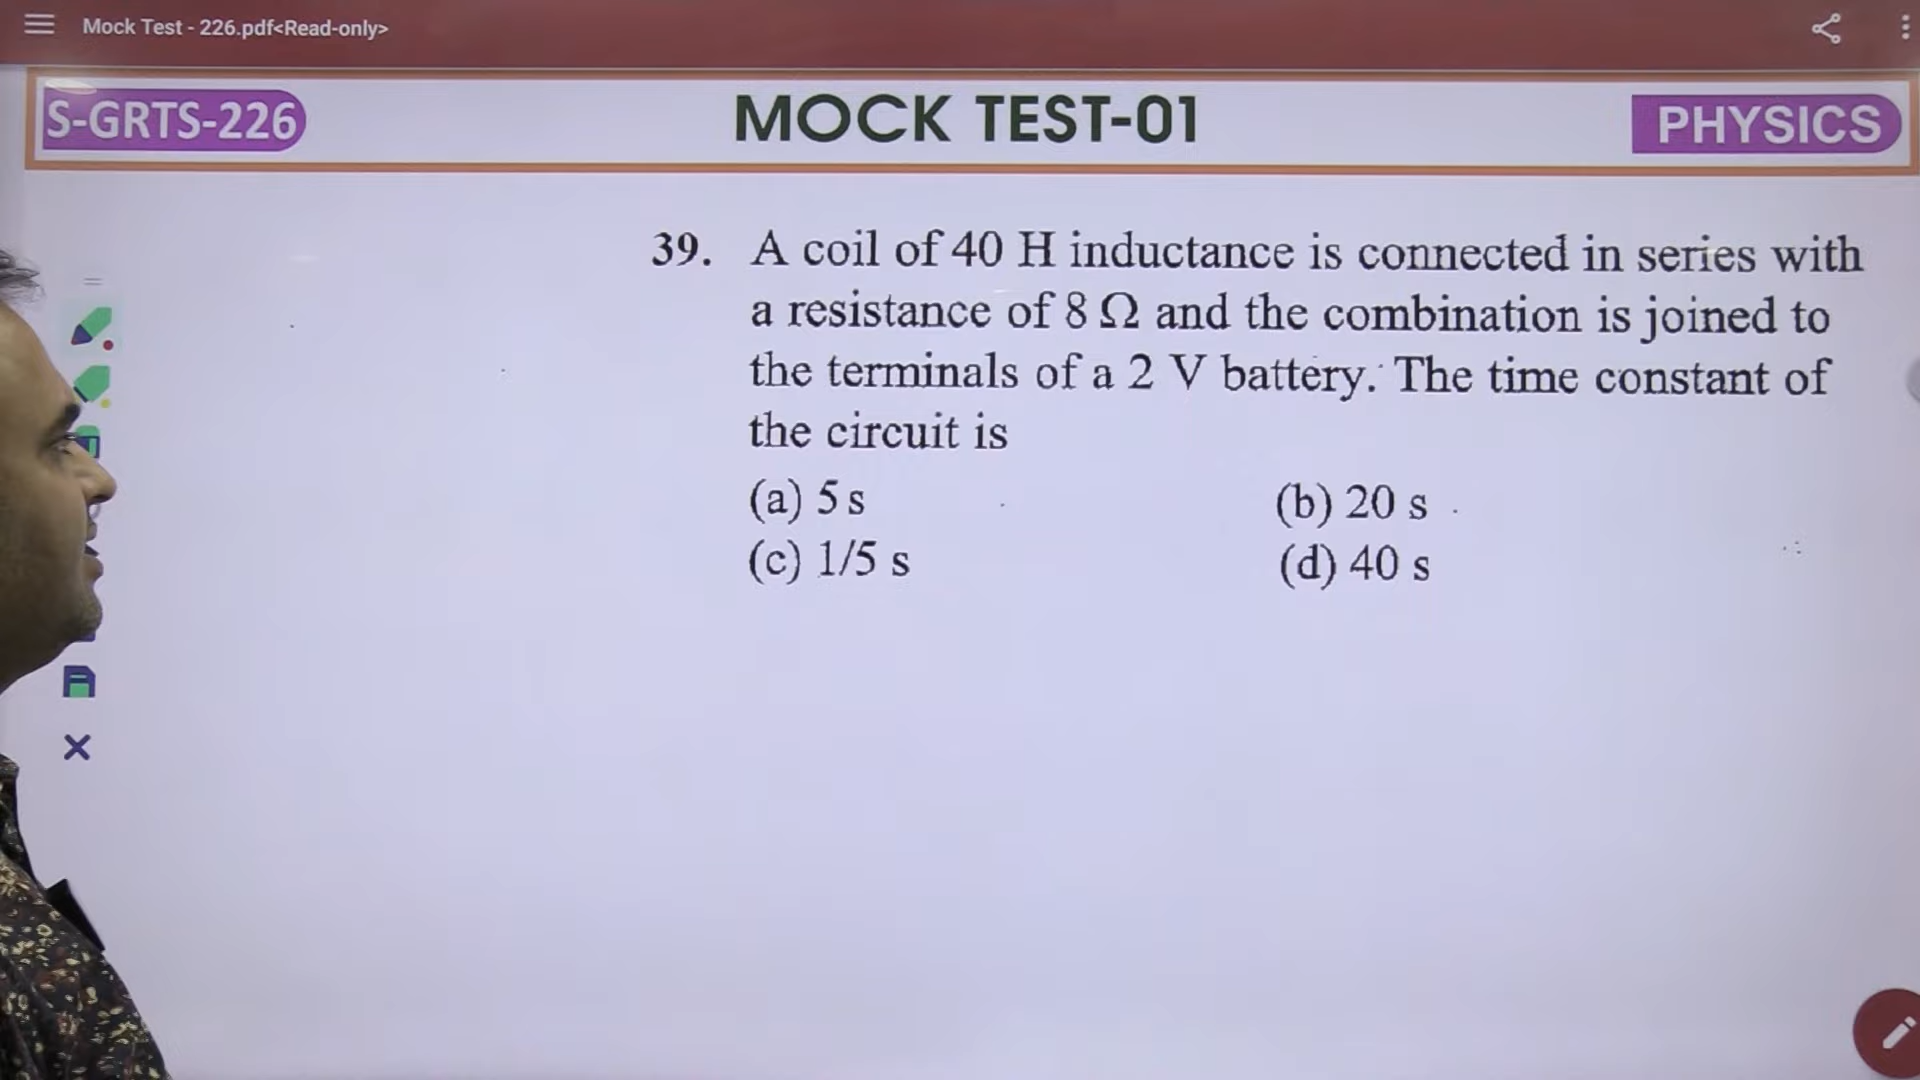 Mock Test - 226.pdf<Read-only>
S-GRTS-226
MOCK TEST-01
PHYSICS
39. A coil of 40 H inductance is connected in series with
a resistance of 8 Ω and the combination is joined to
the terminals of a 2 V battery. The time constant of
the circuit is
(a) 5 s (b) 20 s
(c) 1/5 s (d) 40 s